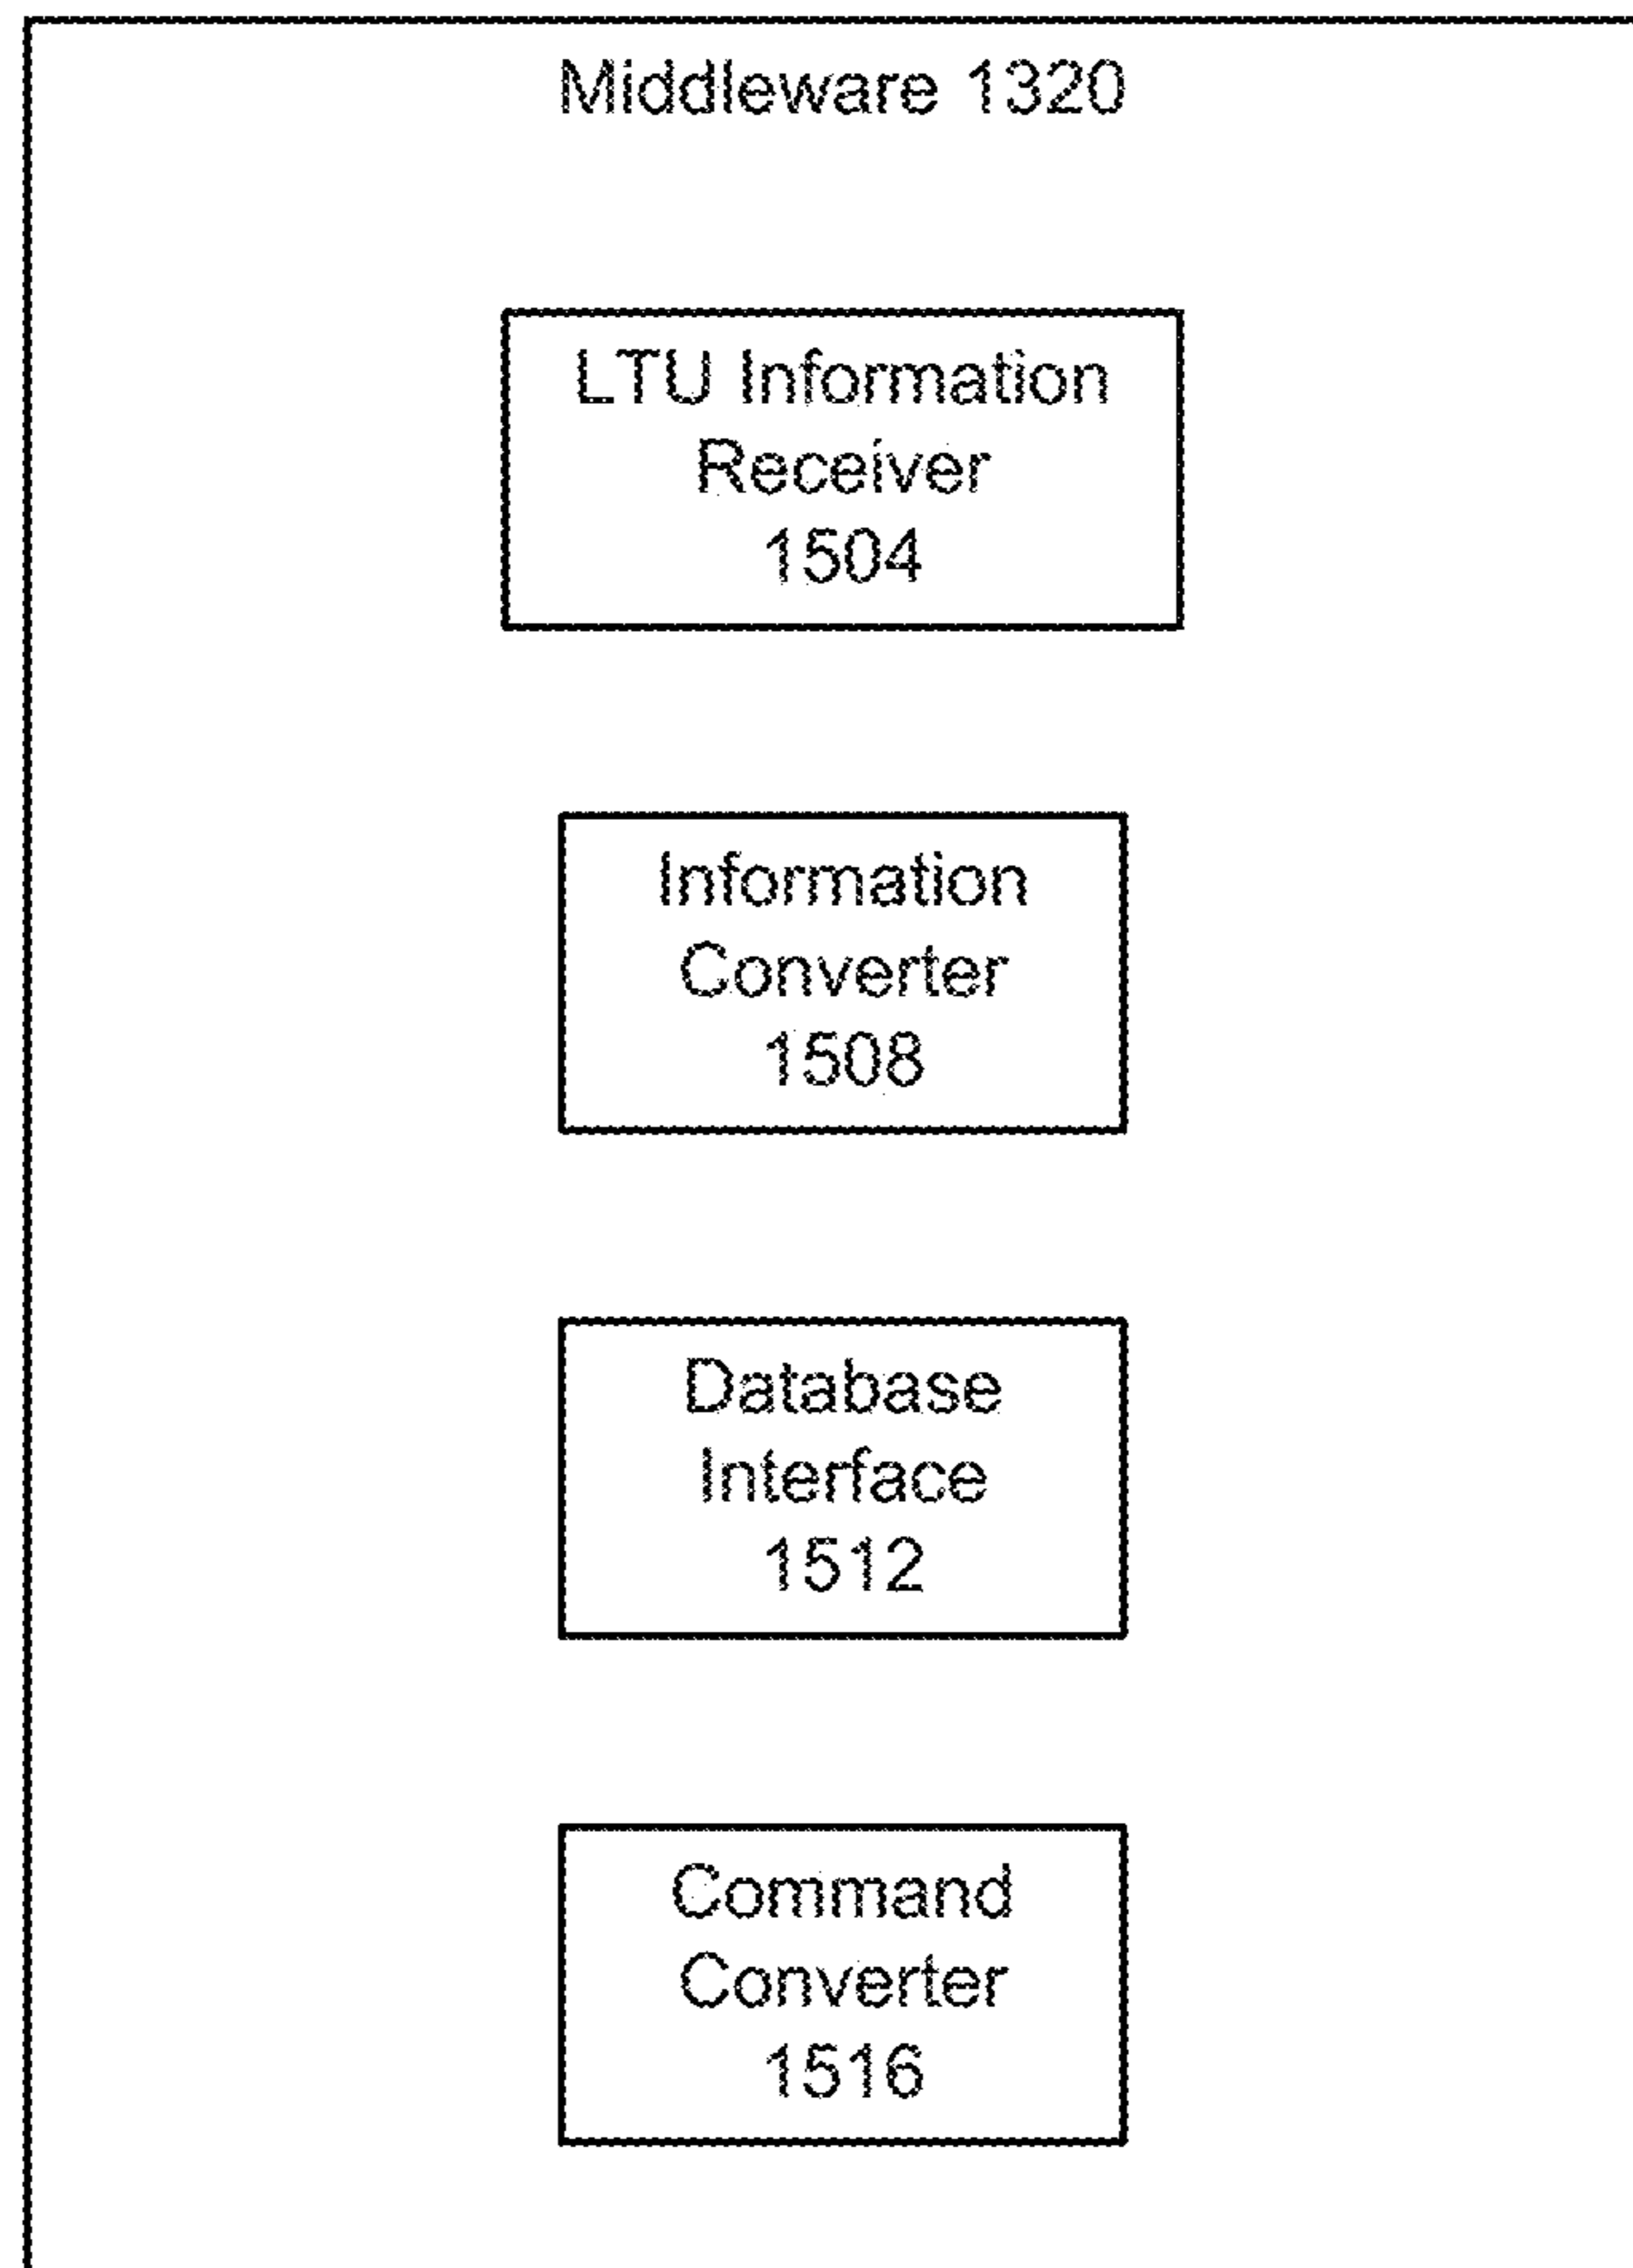 Middleware 1320
LTU Information
Receiver
1504
Information
Converter
1508
Database
Interface
1512
Command
Converter
1516